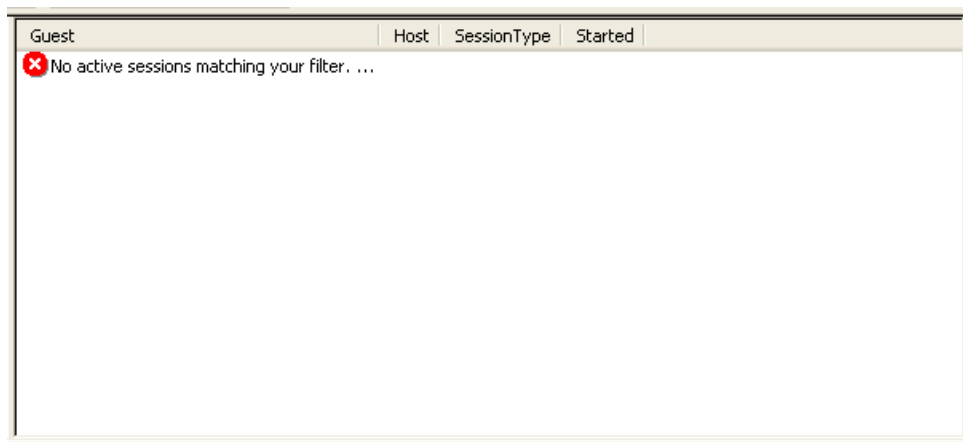 Guest Host SessionType Started
No active sessions matching your filter. ...